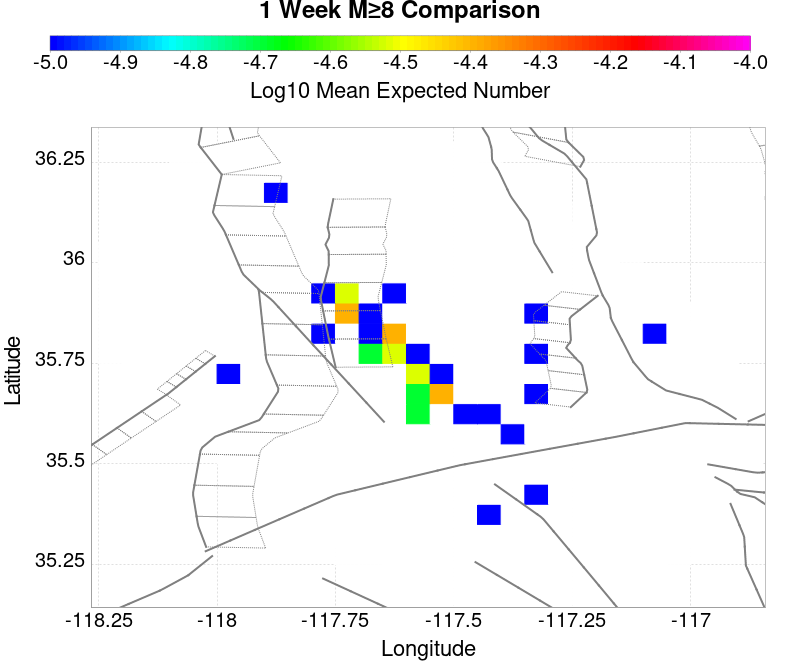 1 Week M≥8 Comparison
-5.0 -4.9 -4.8 -4.7 -4.6 -4.5 -4.4 -4.3 -4.2 -4.1 -4.0
Log10 Mean Expected Number
36.25
36
35.75
35.5
35.25
Latitude
-118.25 -118 -117.75 -117.5 -117.25 -117
Longitude